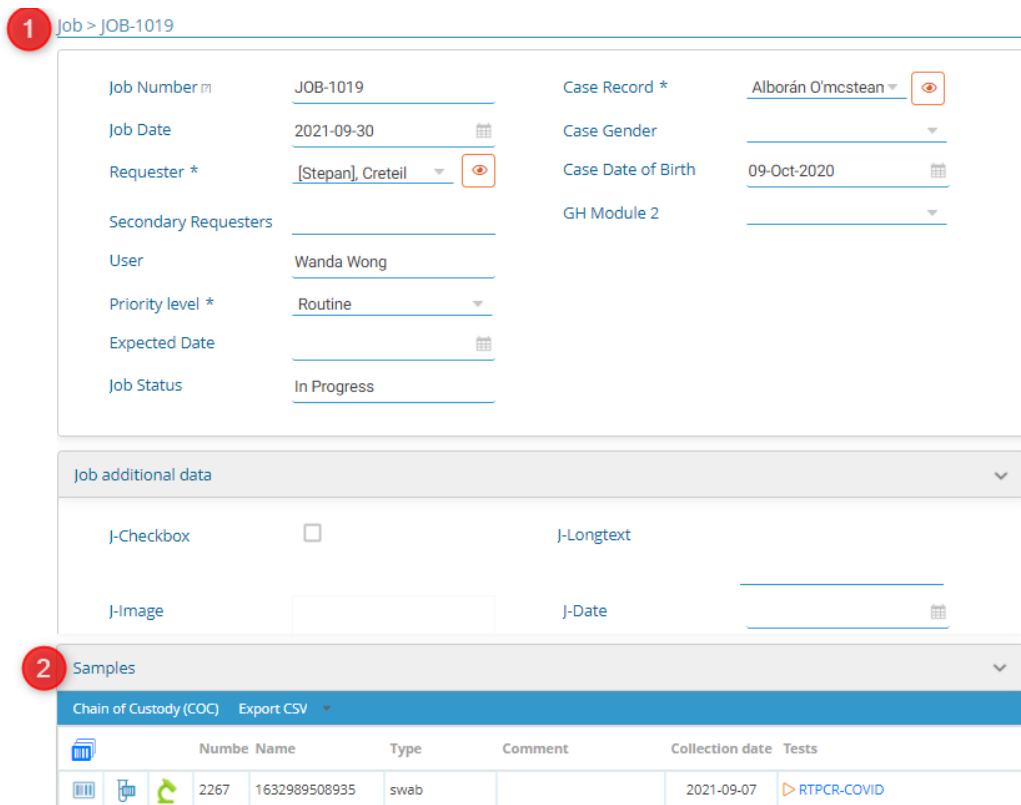 1 Job > JOB-1019
Job Number [?] JOB-1019 Case Record * Alborán O'mcstean
Job Date 2021-09-30 Case Gender
Requester * [Stepan], Creteil Case Date of Birth 09-Oct-2020
Secondary Requesters GH Module 2
User Wanda Wong
Priority level * Routine
Expected Date
Job Status In Progress
Job additional data
J-Checkbox J-Longtext
J-Image J-Date
2 Samples
Chain of Custody (COC) Export CSV
Numbe Name Type Comment Collection date Tests
2267 1632989508935 swab 2021-09-07 RTPCR-COVID